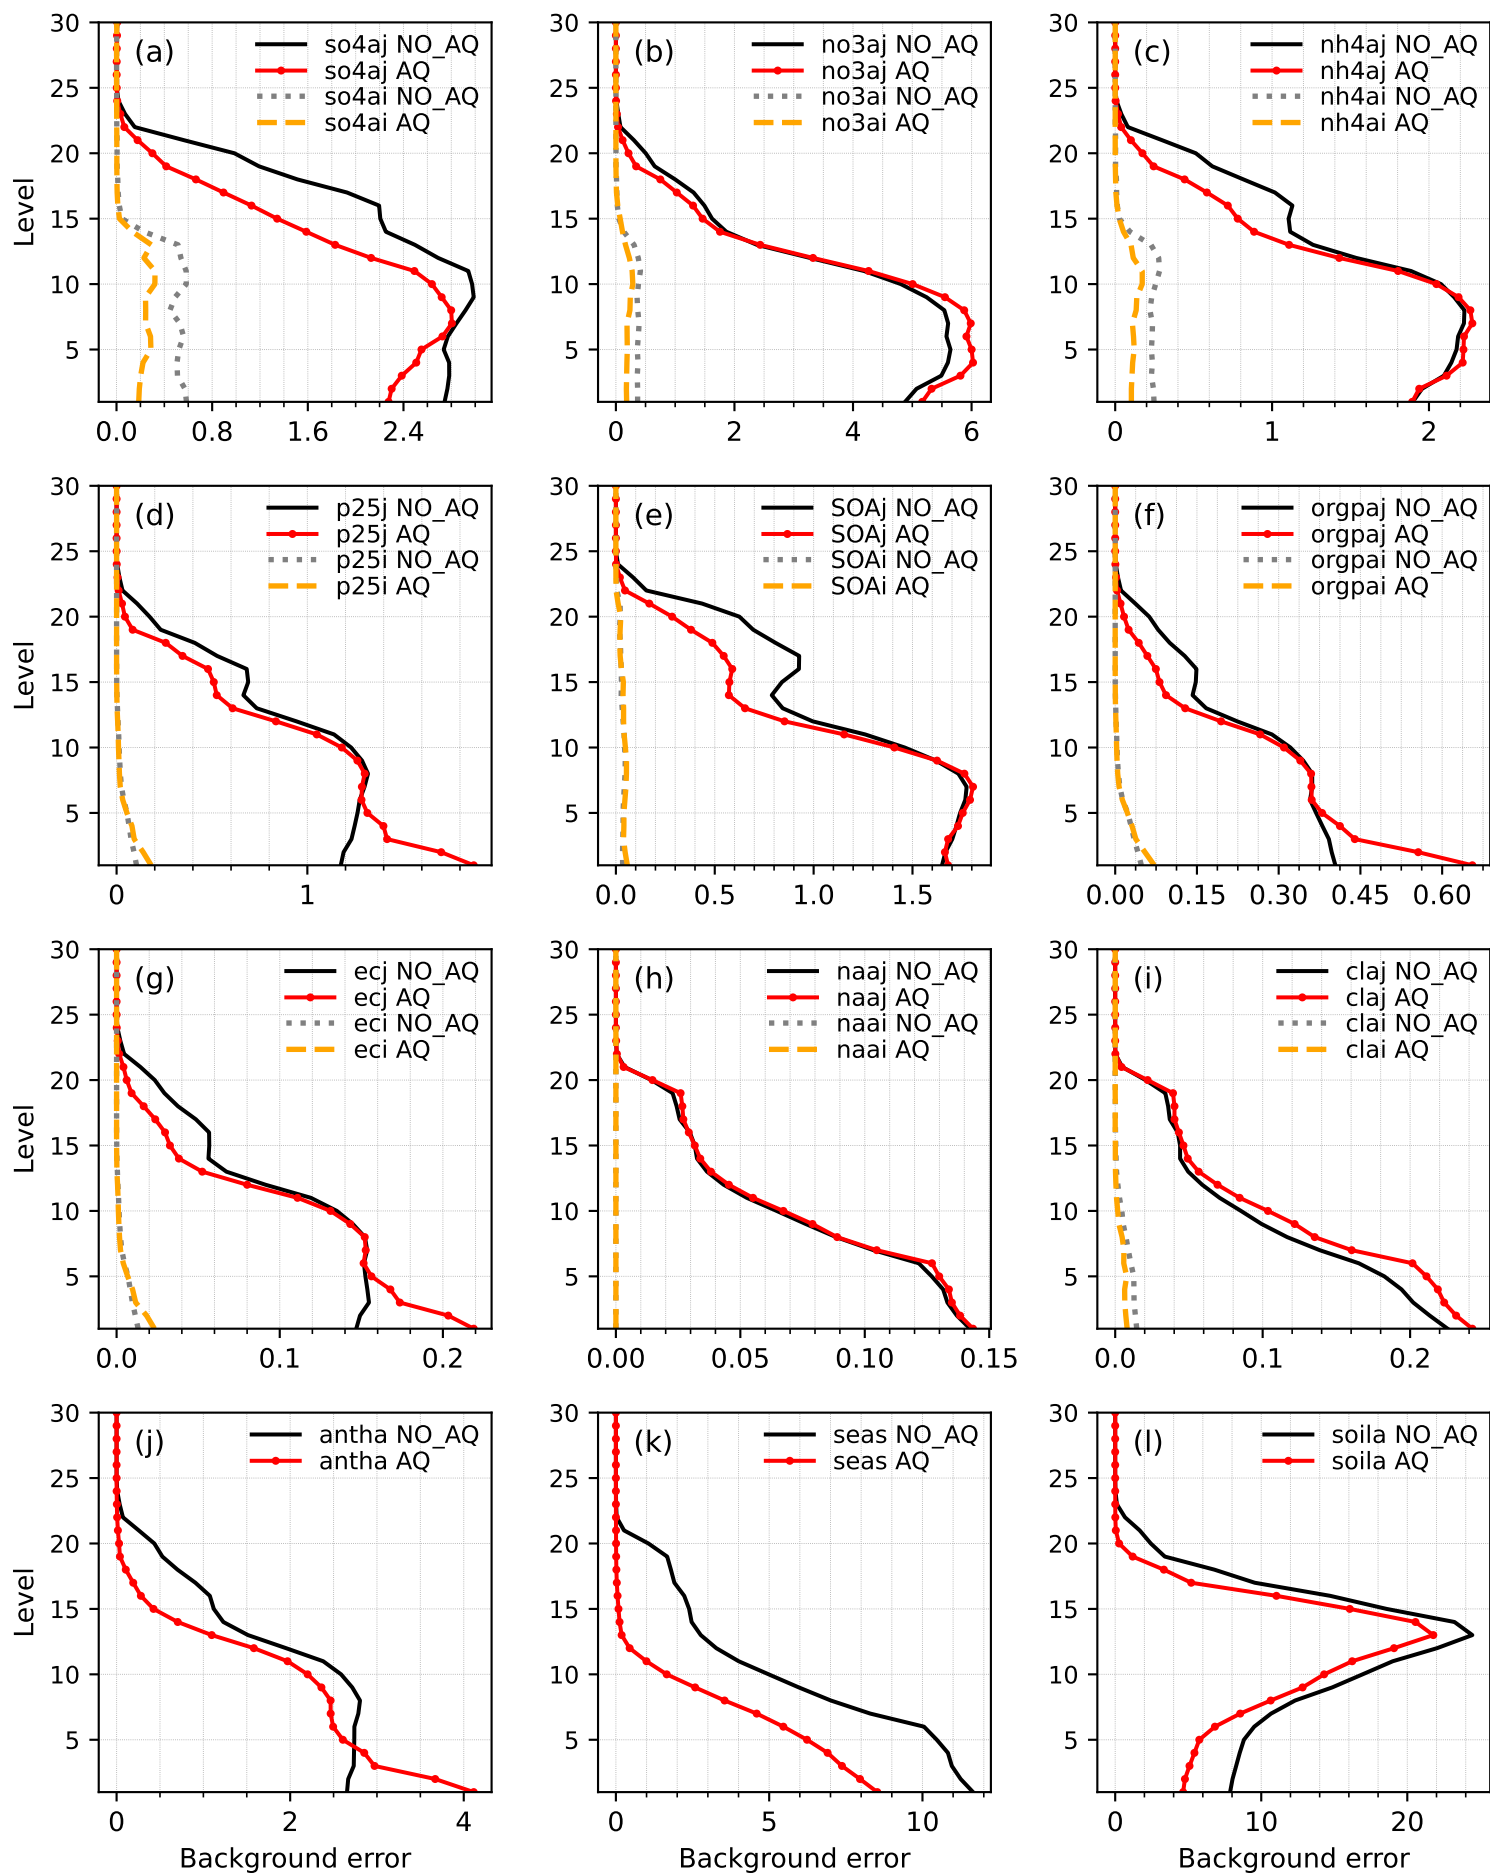 (a)
so4aj NO_AQ
so4aj AQ
so4ai NO_AQ
so4ai AQ
Level
30
25
20
15
10
5
0.0 0.8 1.6 2.4
(b)
no3aj NO_AQ
no3aj AQ
no3ai NO_AQ
no3ai AQ
30
25
20
15
10
5
0 2 4 6
(c)
nh4aj NO_AQ
nh4aj AQ
nh4ai NO_AQ
nh4ai AQ
30
25
20
15
10
5
0 1 2
(d)
p25j NO_AQ
p25j AQ
p25i NO_AQ
p25i AQ
Level
30
25
20
15
10
5
0 1
(e)
SOAj NO_AQ
SOAj AQ
SOAi NO_AQ
SOAi AQ
30
25
20
15
10
5
0.0 0.5 1.0 1.5
(f)
orgpaj NO_AQ
orgpaj AQ
orgpai NO_AQ
orgpai AQ
30
25
20
15
10
5
0.00 0.15 0.30 0.45 0.60
(g)
ecj NO_AQ
ecj AQ
eci NO_AQ
eci AQ
Level
30
25
20
15
10
5
0.0 0.1 0.2
(h)
naaj NO_AQ
naaj AQ
naai NO_AQ
naai AQ
30
25
20
15
10
5
0.00 0.05 0.10 0.15
(i)
claj NO_AQ
claj AQ
clai NO_AQ
clai AQ
30
25
20
15
10
5
0.0 0.1 0.2
(j)
antha NO_AQ
antha AQ
Level
30
25
20
15
10
5
0 2 4
Background error
(k)
seas NO_AQ
seas AQ
30
25
20
15
10
5
0 5 10
Background error
(l)
soila NO_AQ
soila AQ
30
25
20
15
10
5
0 10 20
Background error